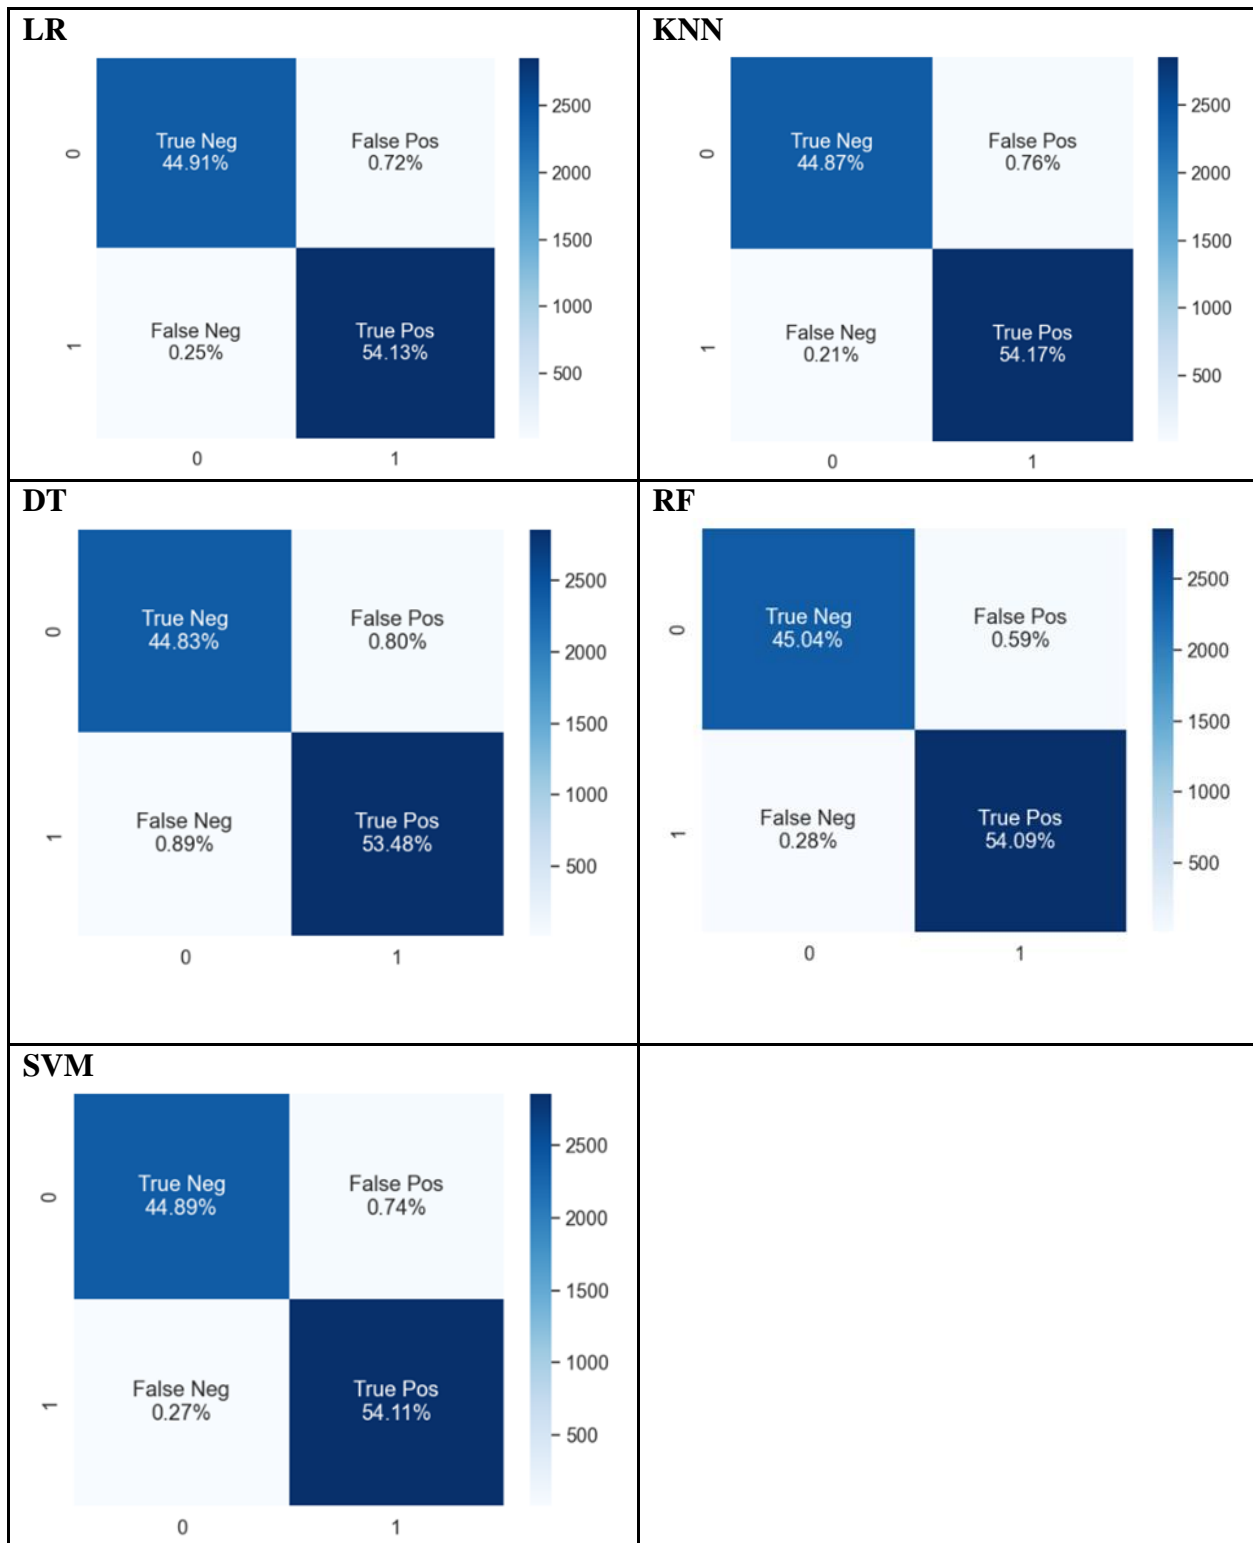 LR
True Neg
44.91%
False Pos
0.72%
False Neg
0.25%
True Pos
54.13%
0
1
0
1
2500
2000
1500
1000
500
KNN
True Neg
44.87%
False Pos
0.76%
False Neg
0.21%
True Pos
54.17%
0
1
0
1
2500
2000
1500
1000
500
DT
True Neg
44.83%
False Pos
0.80%
False Neg
0.89%
True Pos
53.48%
0
1
0
1
2500
2000
1500
1000
500
RF
True Neg
45.04%
False Pos
0.59%
False Neg
0.28%
True Pos
54.09%
0
1
0
1
2500
2000
1500
1000
500
SVM
True Neg
44.89%
False Pos
0.74%
False Neg
0.27%
True Pos
54.11%
0
1
0
1
2500
2000
1500
1000
500